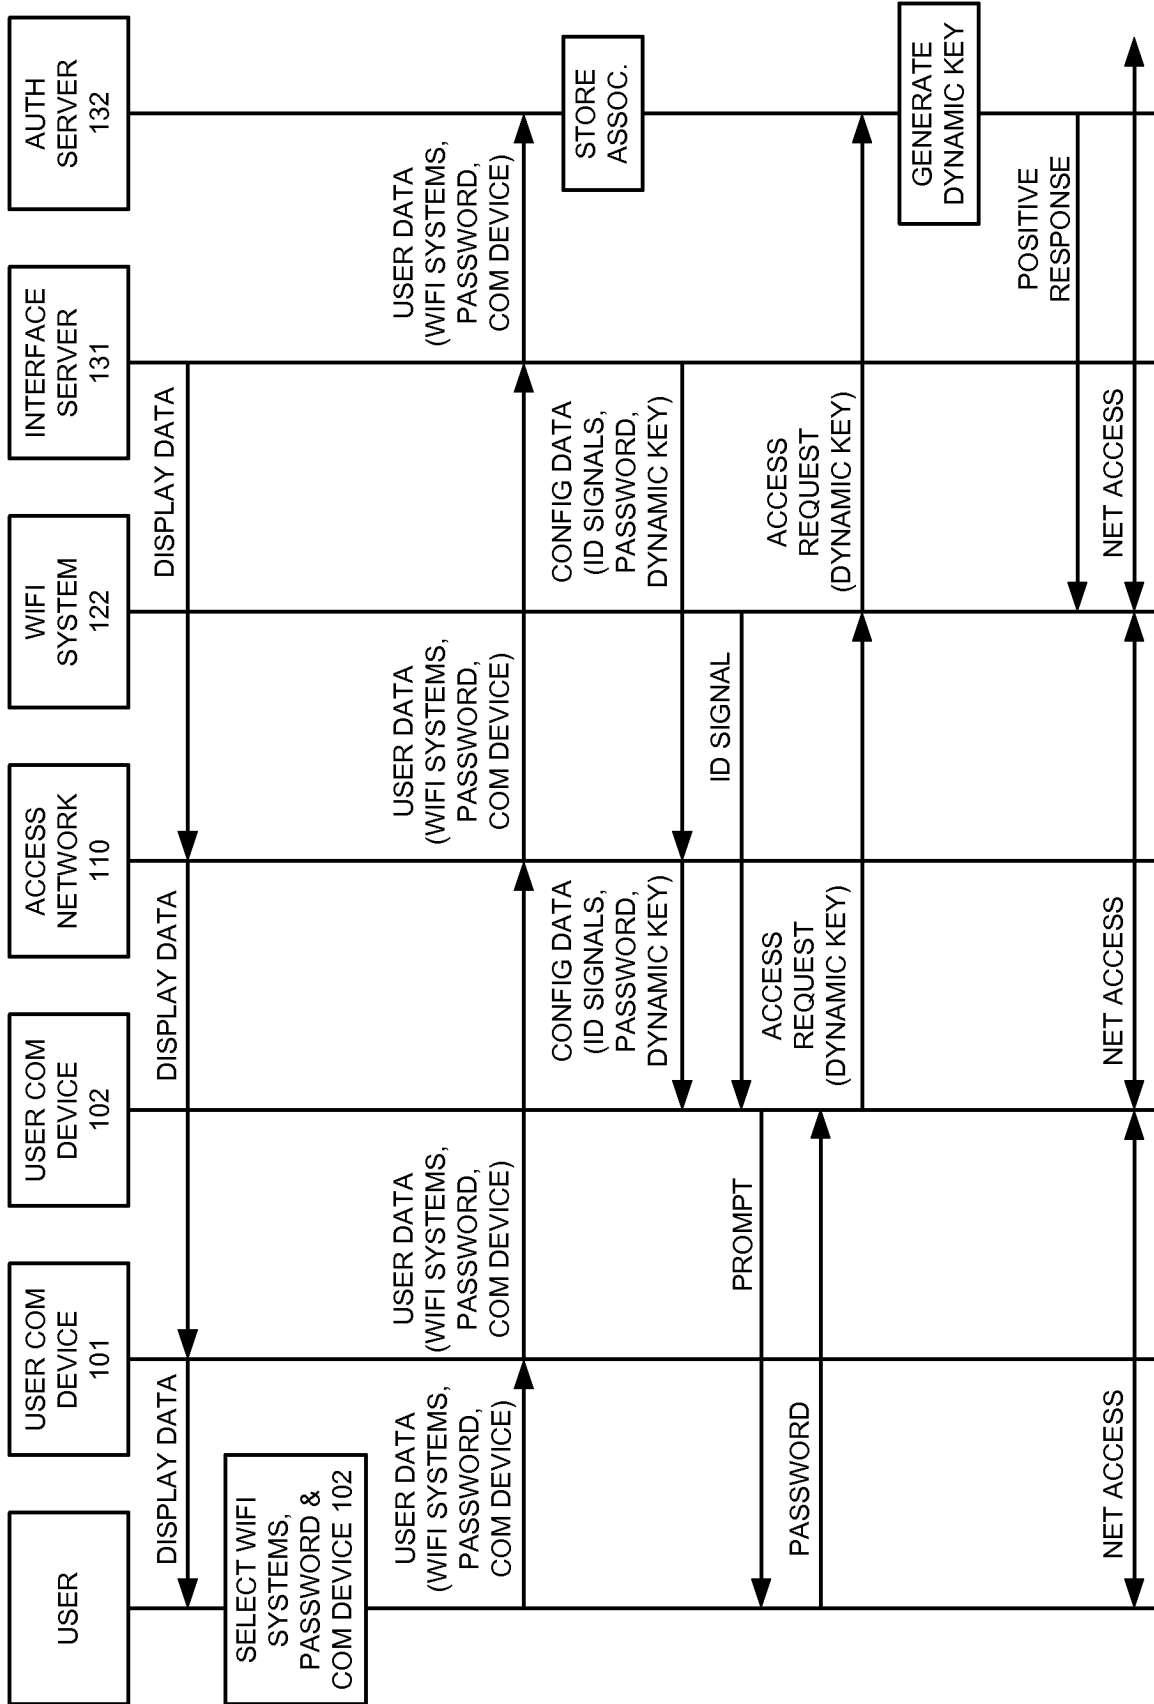 USER
USER COM
DEVICE
101
USER COM
DEVICE
102
ACCESS
NETWORK
110
WIFI
SYSTEM
122
INTERFACE
SERVER
131
AUTH
SERVER
132
DISPLAY DATA
DISPLAY DATA
DISPLAY DATA
SELECT WIFI
SYSTEMS,
PASSWORD &
COM DEVICE 102
USER DATA
(WIFI SYSTEMS,
PASSWORD,
COM DEVICE)
USER DATA
(WIFI SYSTEMS,
PASSWORD,
COM DEVICE)
USER DATA
(WIFI SYSTEMS,
PASSWORD,
COM DEVICE)
USER DATA
(WIFI SYSTEMS,
PASSWORD,
COM DEVICE)
STORE
ASSOC.
CONFIG DATA
(ID SIGNALS,
PASSWORD,
DYNAMIC KEY)
CONFIG DATA
(ID SIGNALS,
PASSWORD,
DYNAMIC KEY)
ID SIGNAL
PROMPT
PASSWORD
ACCESS
REQUEST
(DYNAMIC KEY)
ACCESS
REQUEST
(DYNAMIC KEY)
GENERATE
DYNAMIC KEY
POSITIVE
RESPONSE
NET ACCESS
NET ACCESS
NET ACCESS